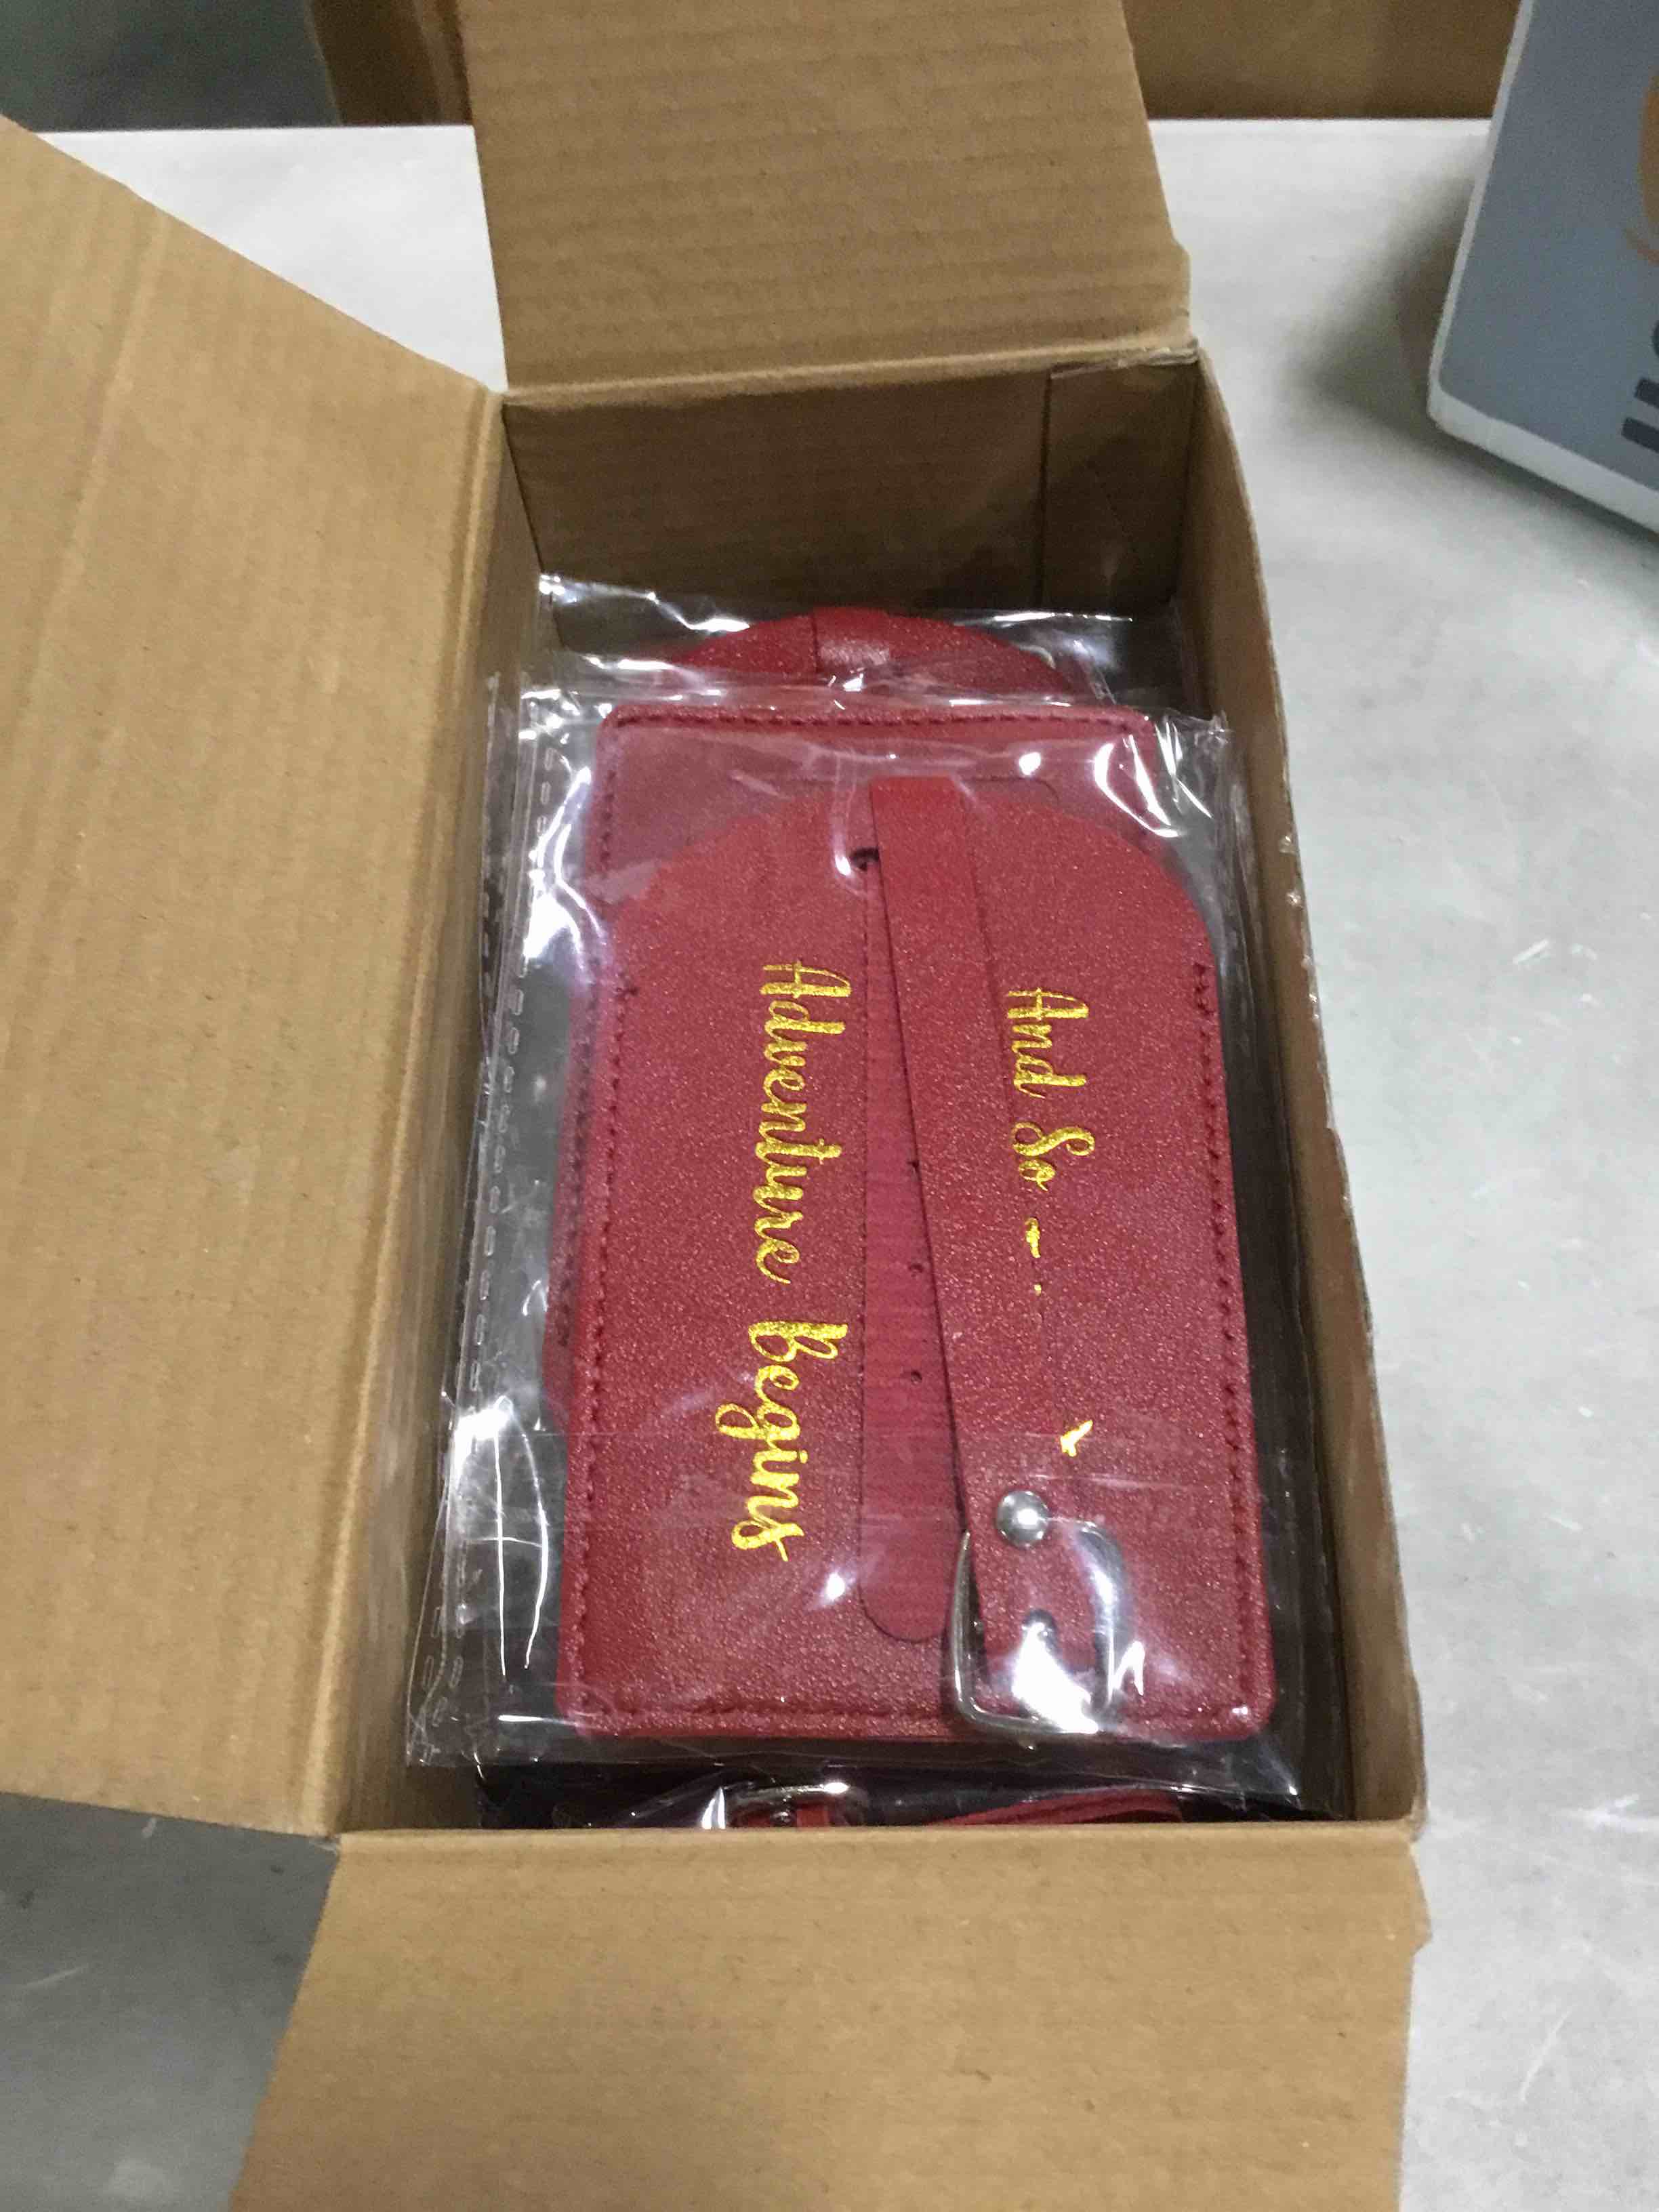 And So
Adventure Begins